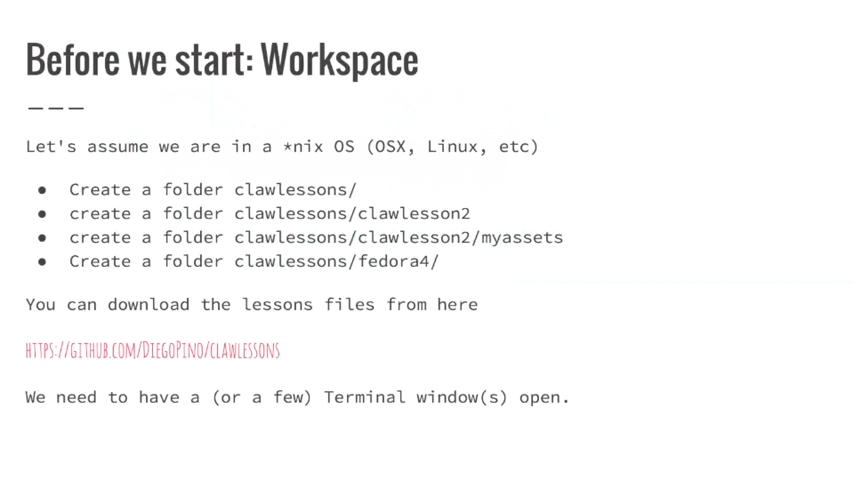 Before we start: Workspace
Let's assume we are in a *nix OS (OSX, Linux, etc)
● Create a folder clawlessons/
● create a folder clawlessons/clawlesson2
● create a folder clawlessons/clawlesson2/myassets
● Create a folder clawlessons/fedora4/
You can download the lessons files from here
https://github.com/DiegoPino/clawlessons
We need to have a (or a few) Terminal window(s) open.